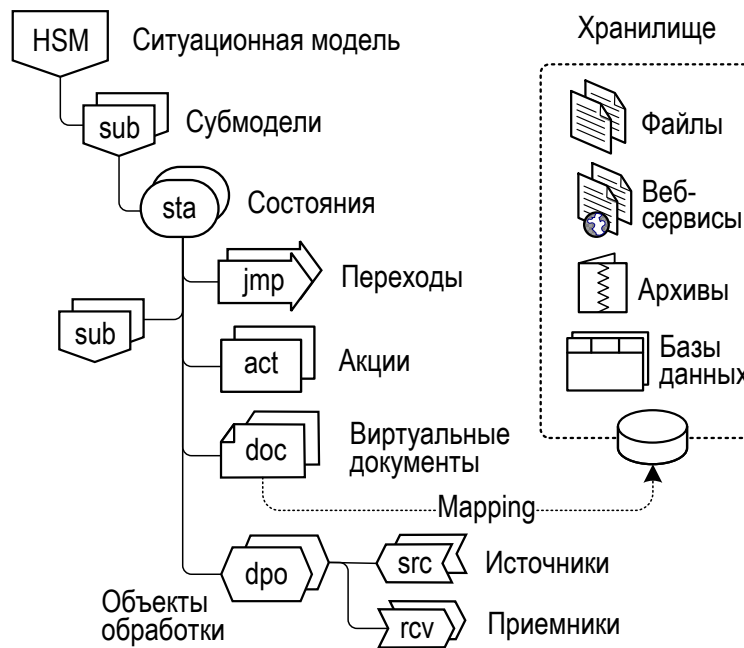 HSM Ситуационная модель
Хранилище
sub Субмодели
Файлы
sta Состояния
Веб-
сервисы
jmp Переходы
Архивы
sub
act Акции
Базы
данных
doc Виртуальные
документы
Mapping
dpo
src Источники
Объекты
обработки
rcv Приемники